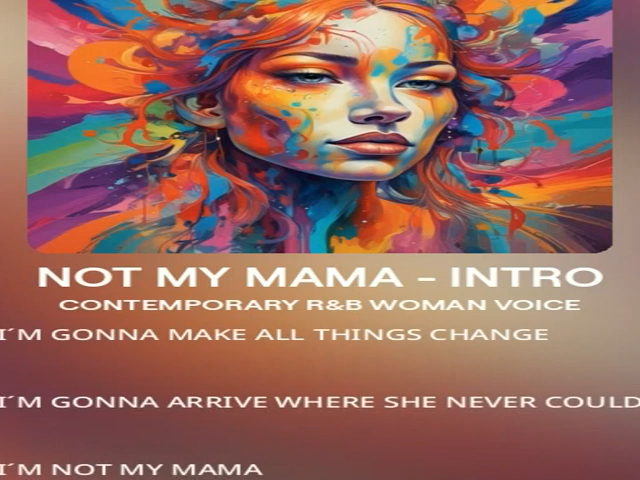 NOT MY MAMA - INTRO
CONTEMPORARY R&B WOMAN VOICE
I´M GONNA MAKE ALL THINGS CHANGE
I´M GONNA ARRIVE WHERE SHE NEVER COULD
I´M NOT MY MAMA